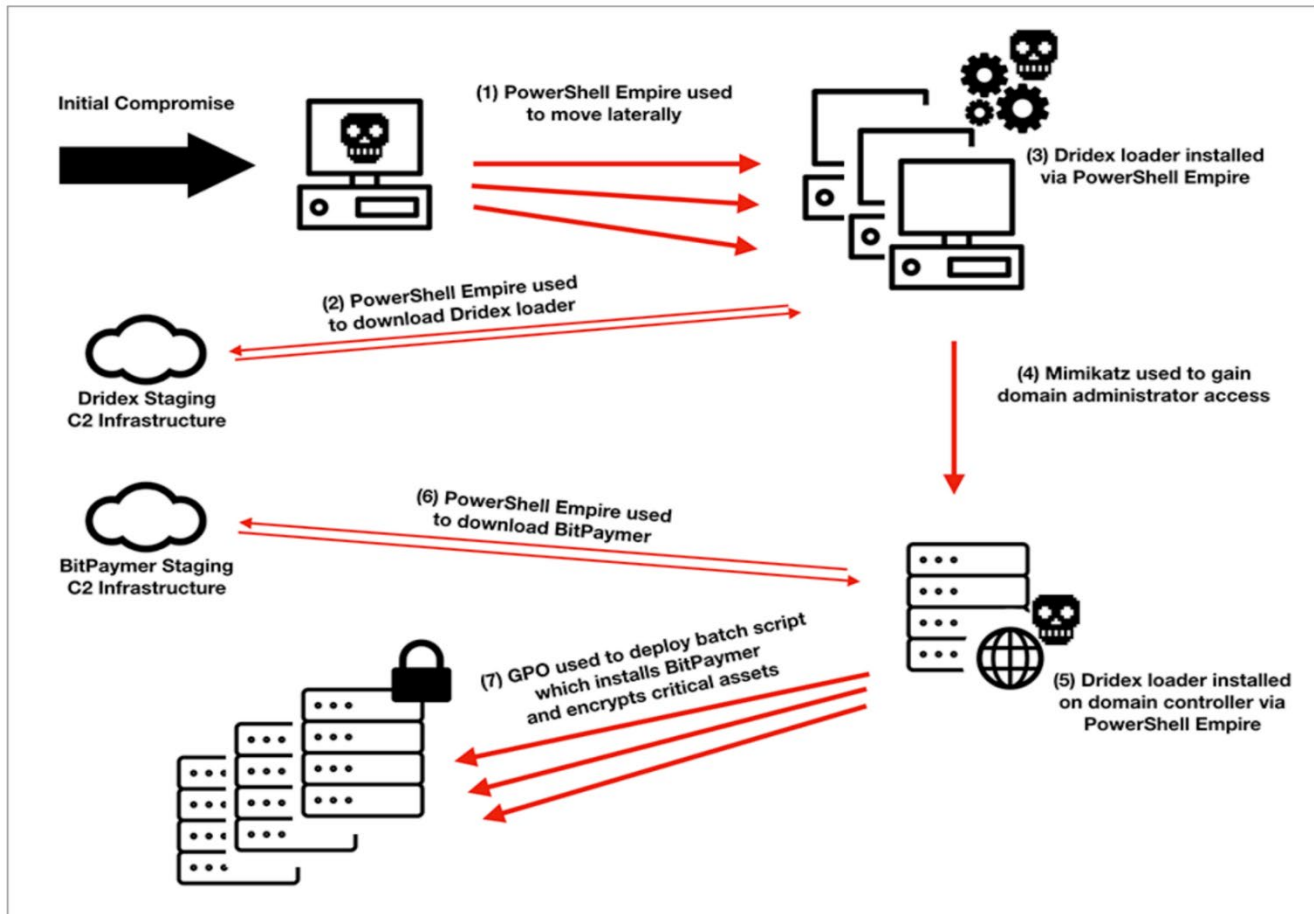 Initial Compromise
(1) PowerShell Empire used
to move laterally
(3) Dridex loader installed
via PowerShell Empire
(2) PowerShell Empire used
to download Dridex loader
Dridex Staging
C2 Infrastructure
(4) Mimikatz used to gain
domain administrator access
(6) PowerShell Empire used
to download BitPaymer
BitPaymer Staging
C2 Infrastructure
(5) Dridex loader installed
on domain controller via
PowerShell Empire
(7) GPO used to deploy batch script
which installs BitPaymer
and encrypts critical assets